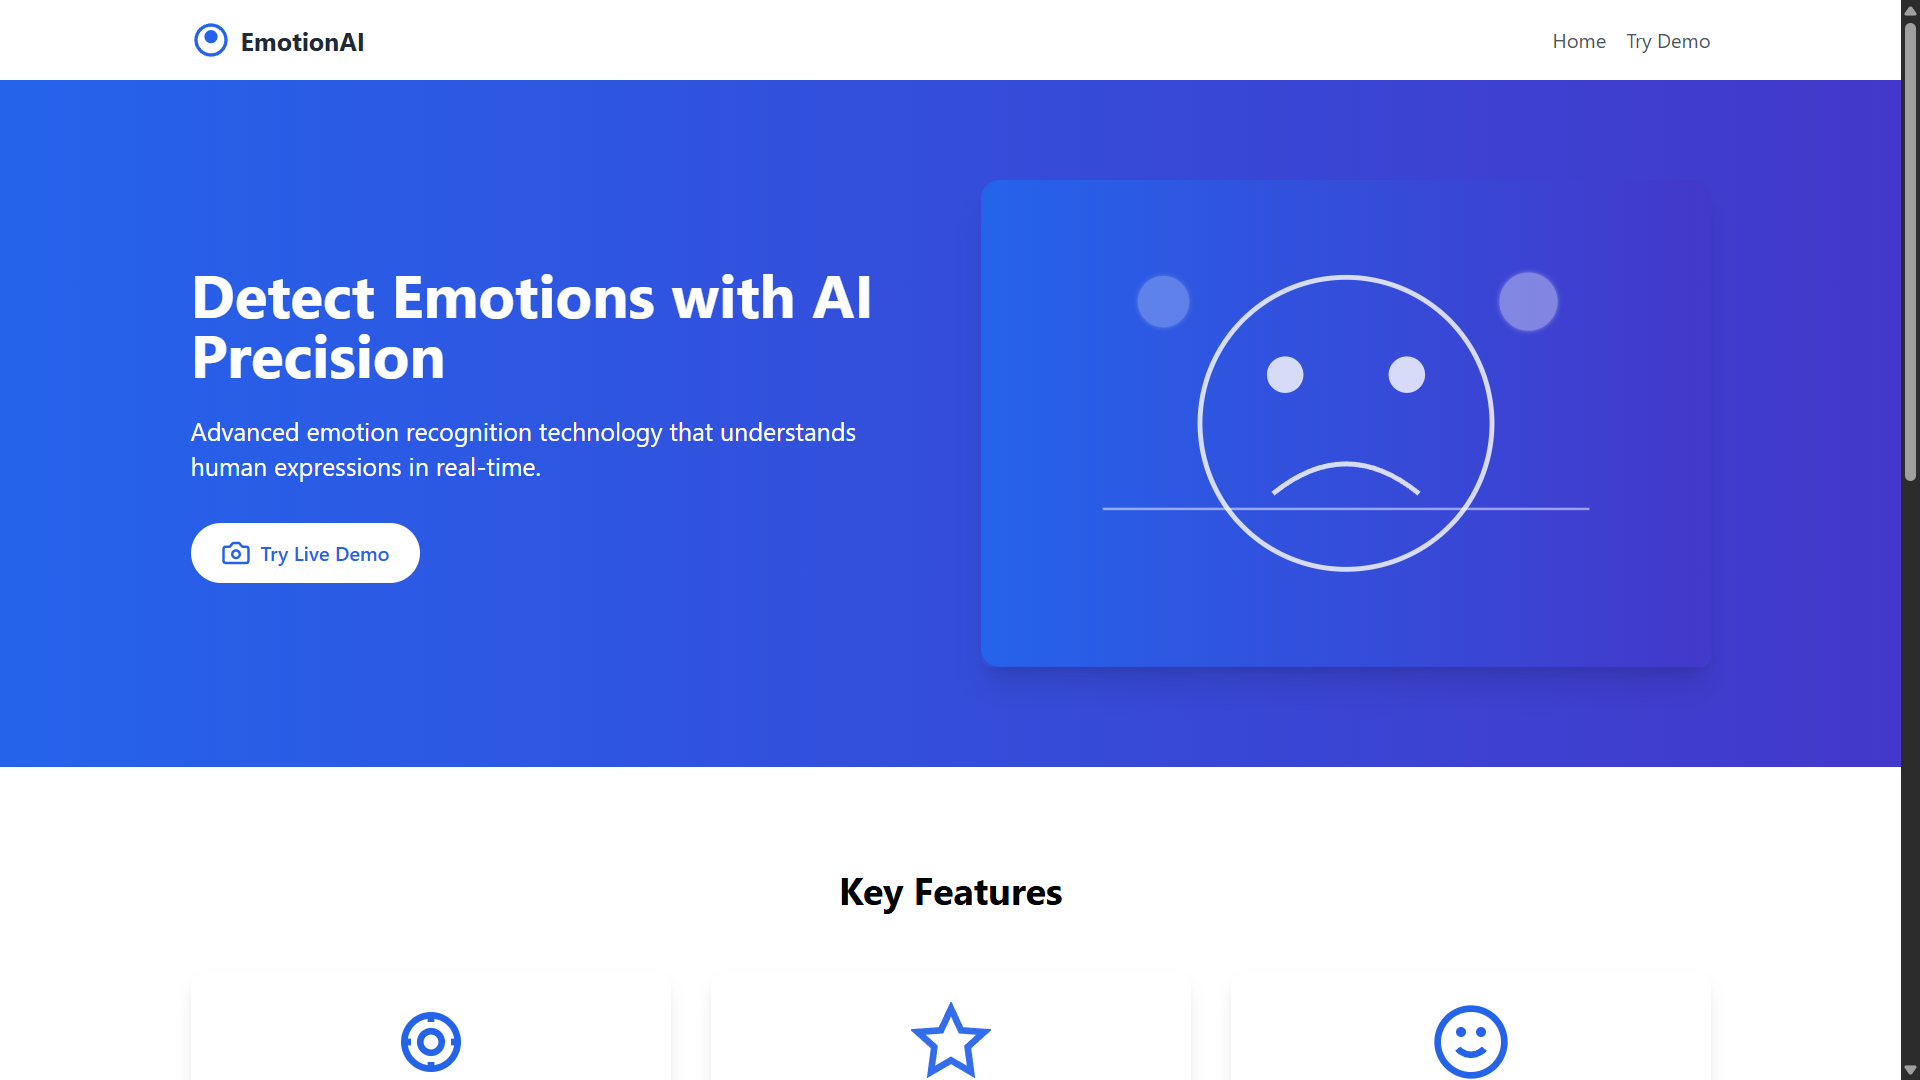 EmotionAI
Home
Try Demo
Detect Emotions with AI
Precision
Advanced emotion recognition technology that understands
human expressions in real-time.
Try Live Demo
Key Features